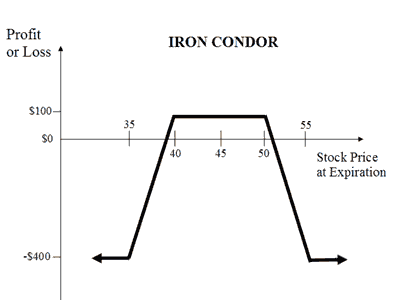 Profit
or Loss
IRON CONDOR
$100
35
55
$0
40
45
50
Stock Price
at Expiration
-$400